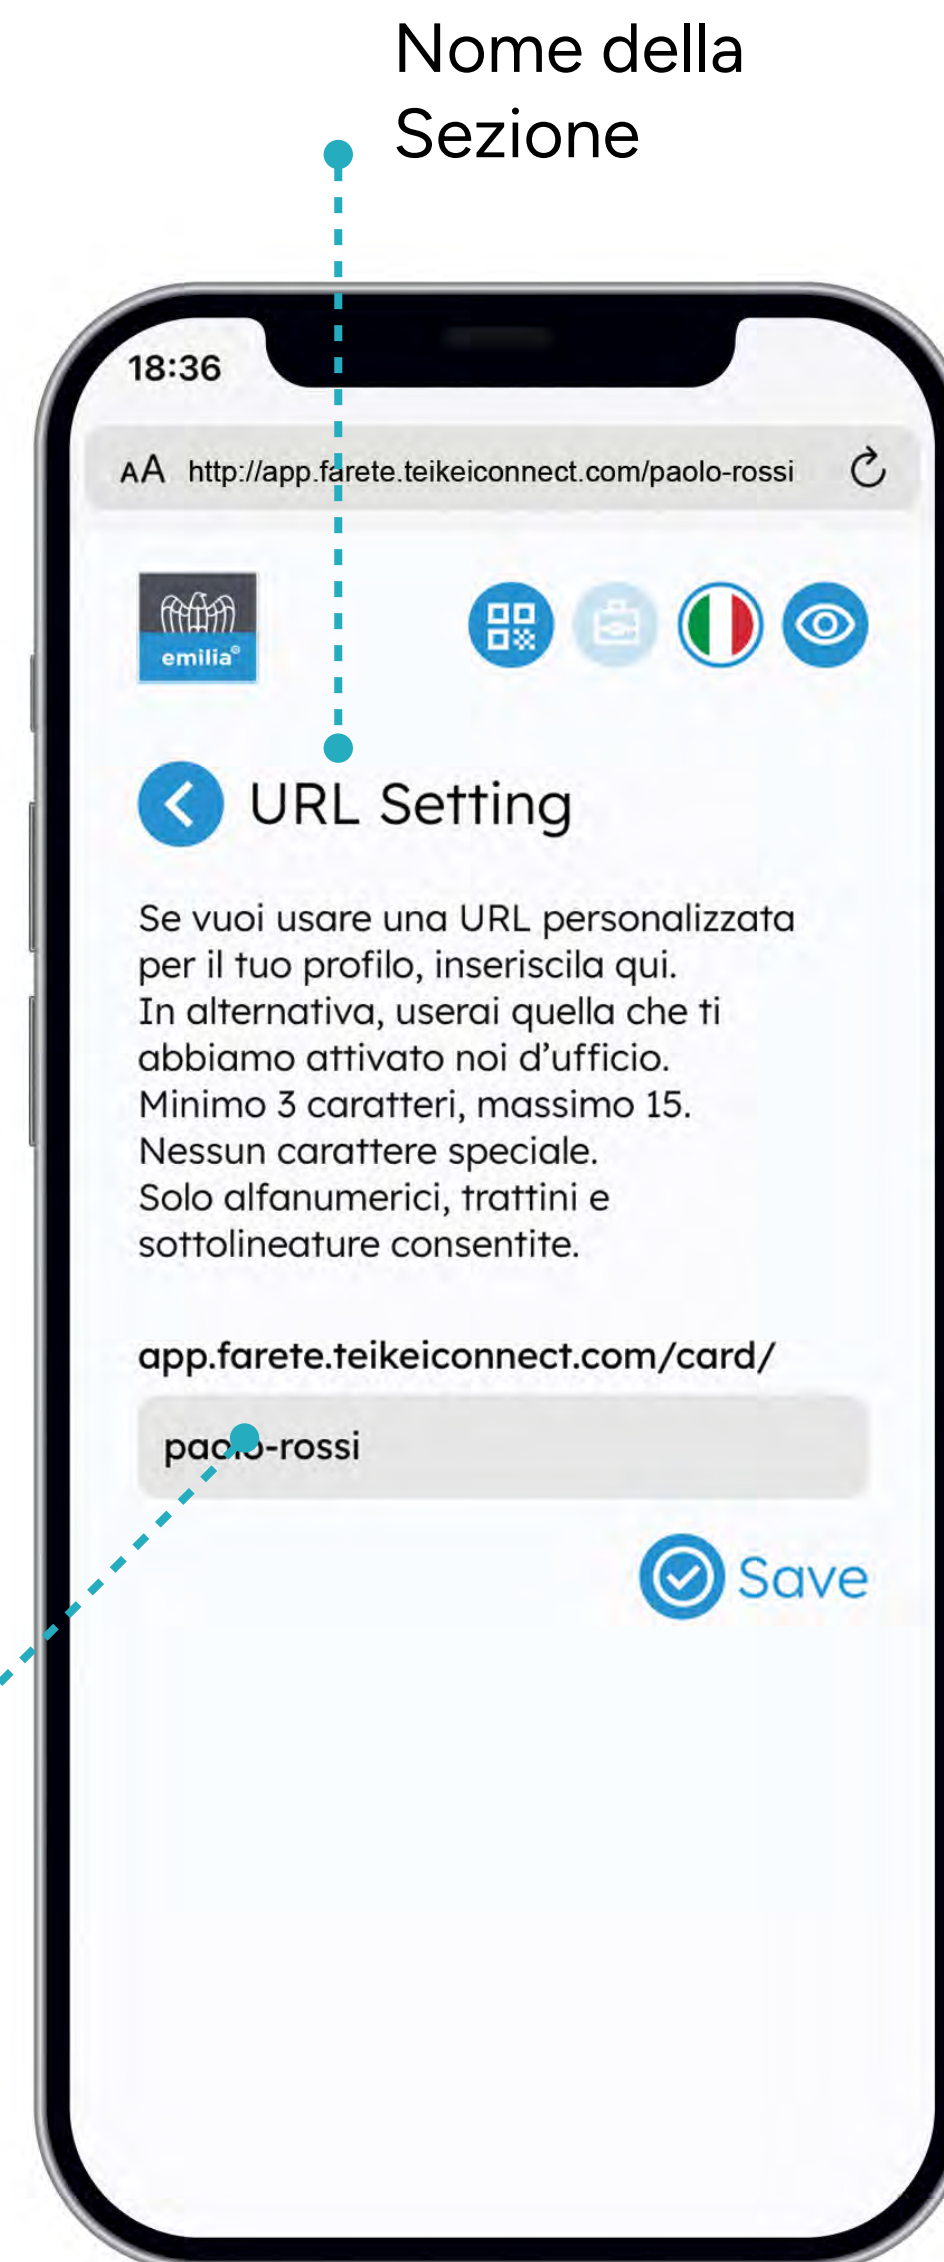 Nome della
Sezione
18:36
AA http://app.farete.teikeiconnect.com/paolo-rossi
emilia®
URL Setting
Se vuoi usare una URL personalizzata
per il tuo profilo, inseriscila qui.
In alternativa, userai quella che ti
abbiamo attivato noi d’ufficio.
Minimo 3 caratteri, massimo 15.
Nessun carattere speciale.
Solo alfanumerici, trattini e
sottolineature consentite.
app.farete.teikeiconnect.com/card/
paolo-rossi
Save